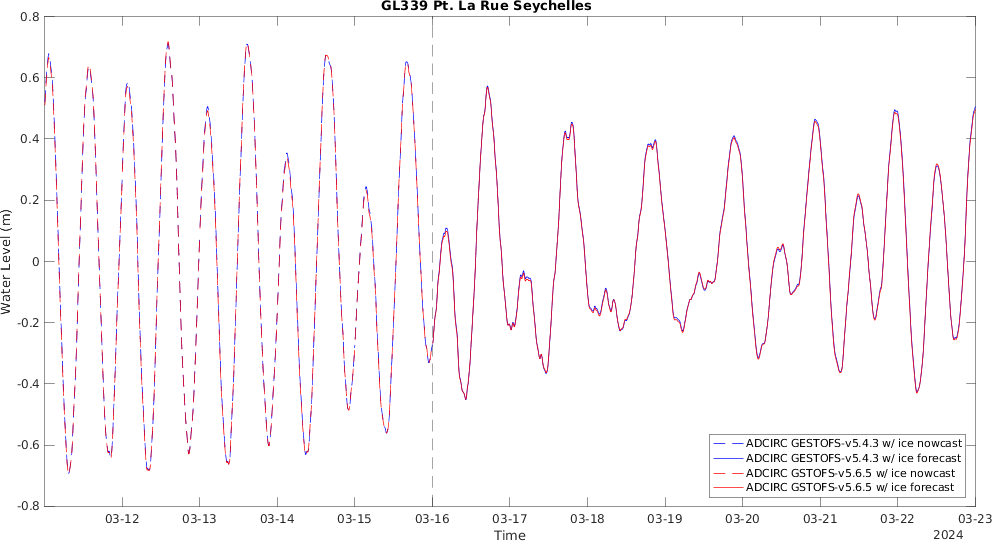 GL339 Pt. La Rue Seychelles
0.8
0.6
0.4
0.2
0
-0.2
-0.4
-0.6
-0.8
Water Level (m)
ADCIRC GESTOFS-v5.4.3 w/ ice nowcast
ADCIRC GESTOFS-v5.4.3 w/ ice forecast
ADCIRC GSTOFS-v5.6.5 w/ ice nowcast
ADCIRC GSTOFS-v5.6.5 w/ ice forecast
03-12 03-13 03-14 03-15 03-16 03-17 03-18 03-19 03-20 03-21 03-22 03-23
Time
2024